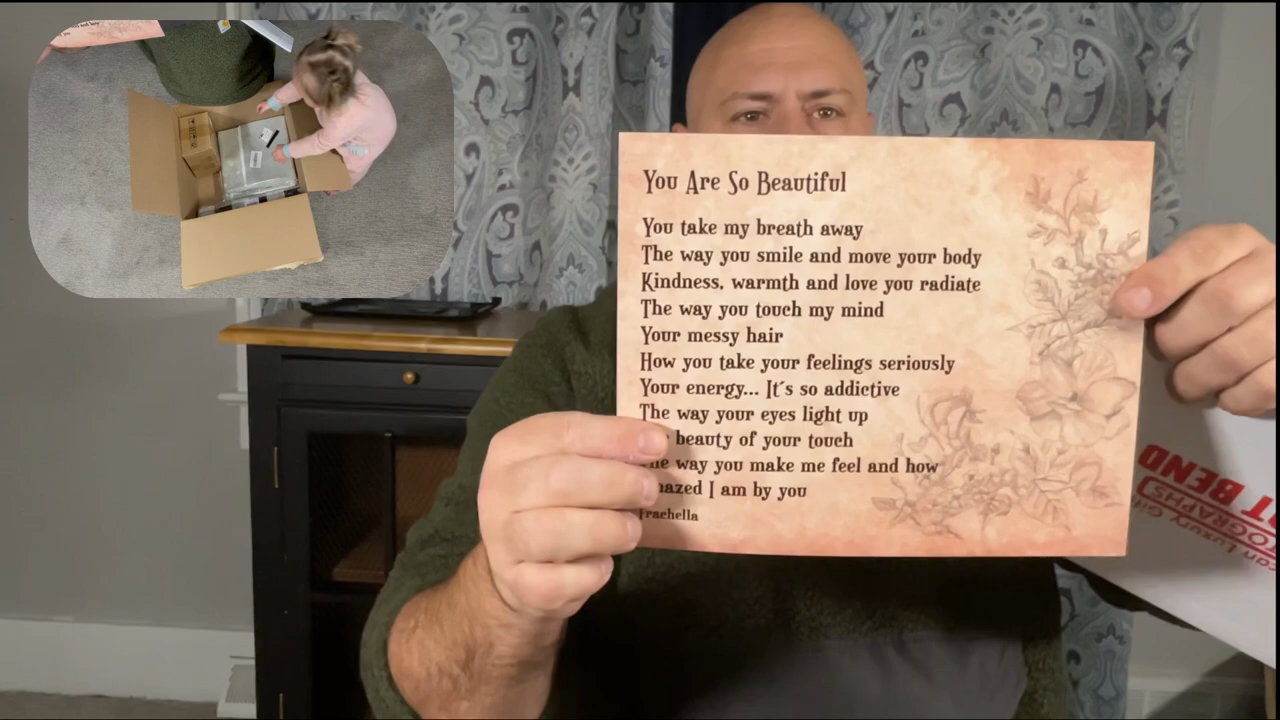 You Are So Beautiful
You take my breath away
The way you smile and move your body
Kindness, warmth and love you radiate
The way you touch my mind
Your messy hair
How you take your feelings seriously
Your energy... It's so addictive
The way your eyes light up
beauty of your touch
way you make me feel and how
I am by you
T BEND